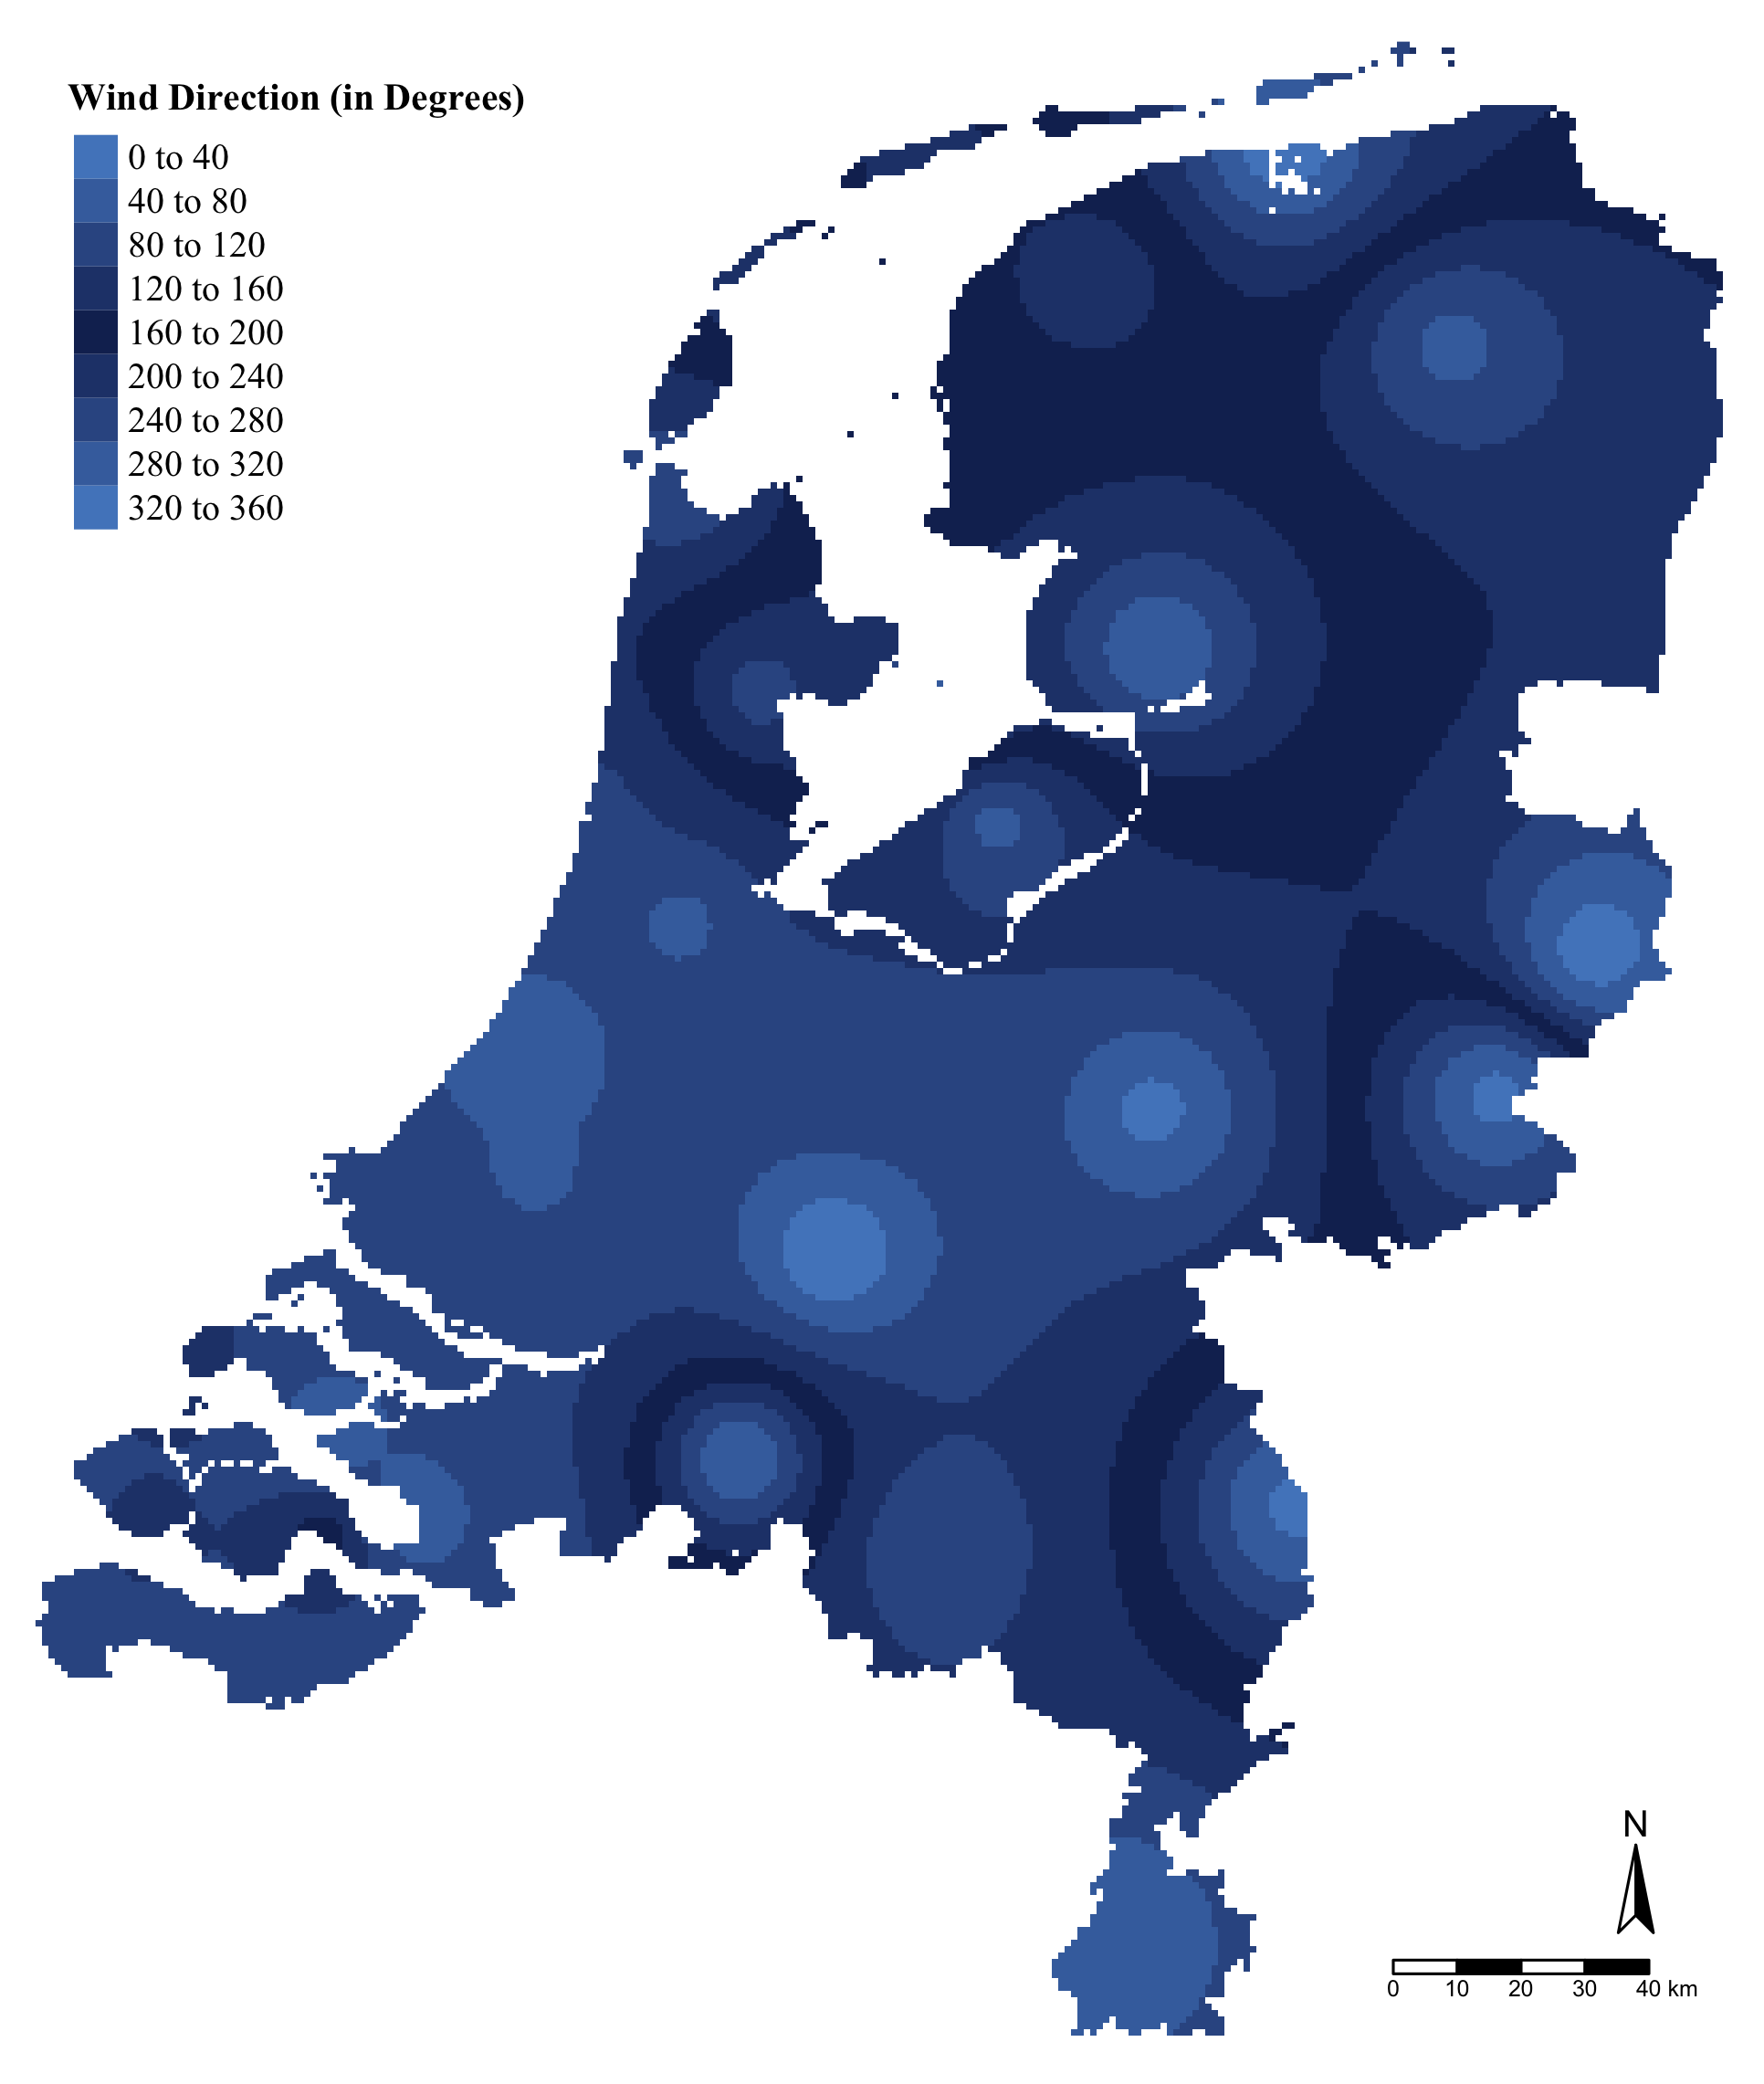 Wind Direction (in Degrees)
0 to 40
40 to 80
80 to 120
120 to 160
160 to 200
200 to 240
240 to 280
280 to 320
320 to 360
N
0 10 20 30 40 km